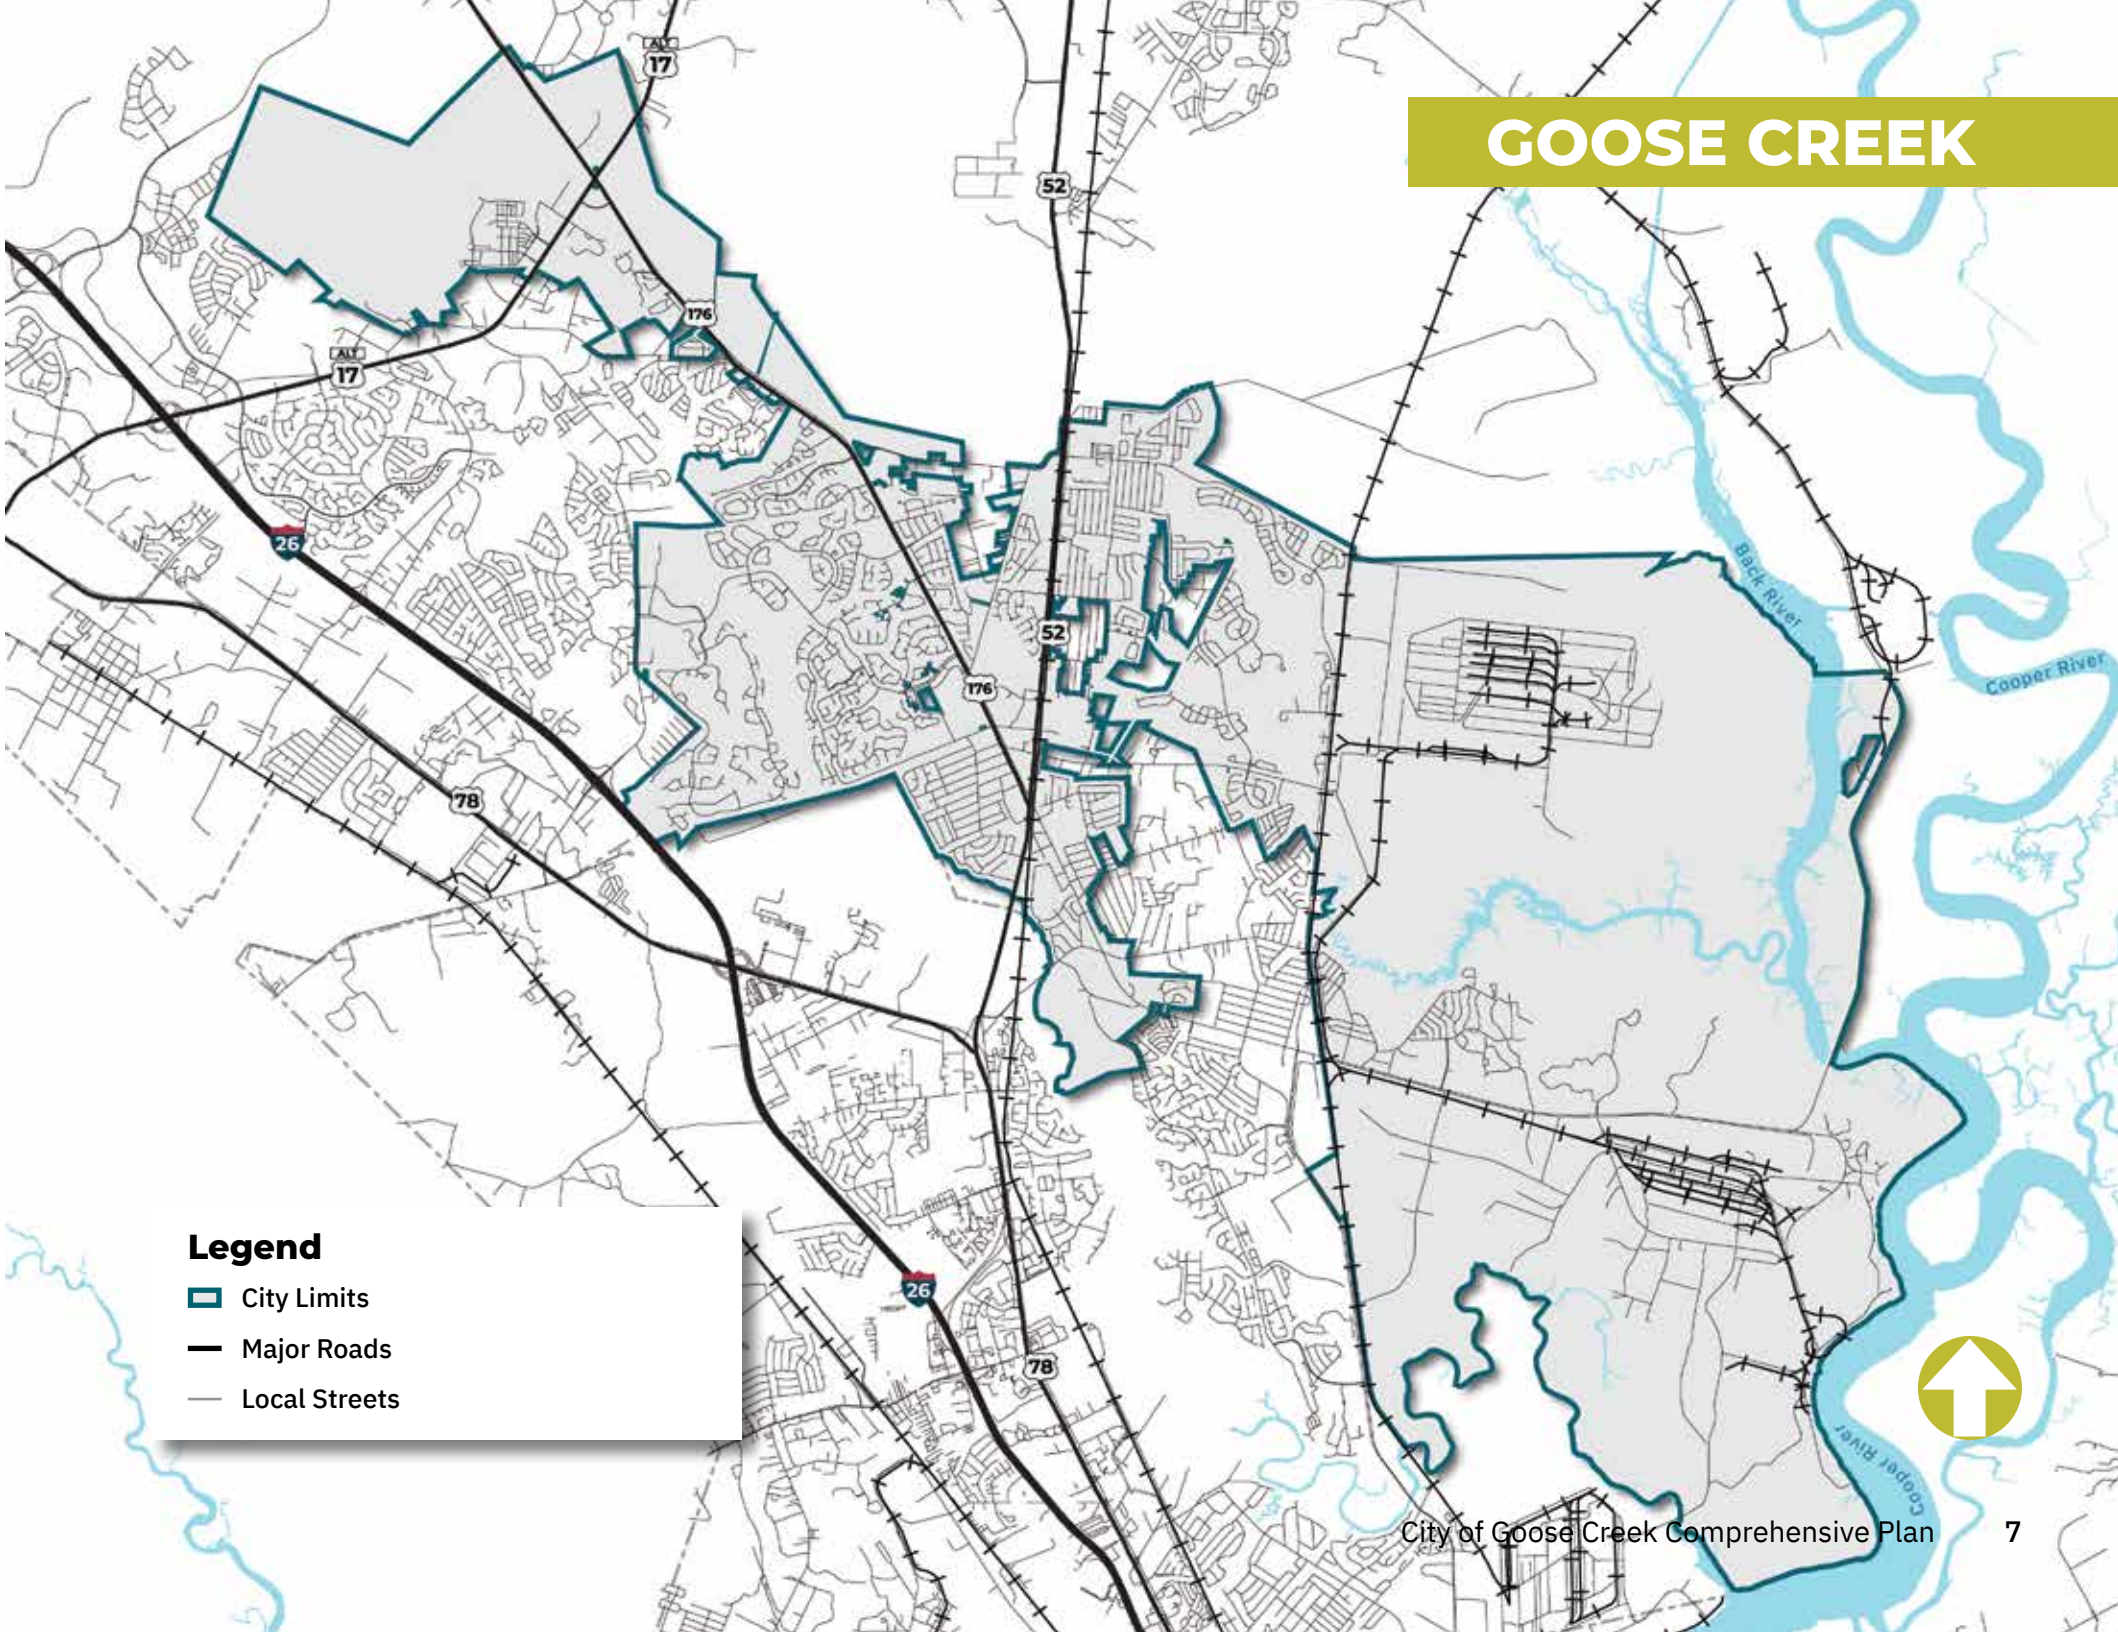 ALT
17
GOOSE CREEK
52
176
ALT
17
26
Back River
52
Cooper River
176
78
Legend
City Limits
Major Roads
Local Streets
26
78
Cooper River
City of Goose Creek Comprehensive Plan 7